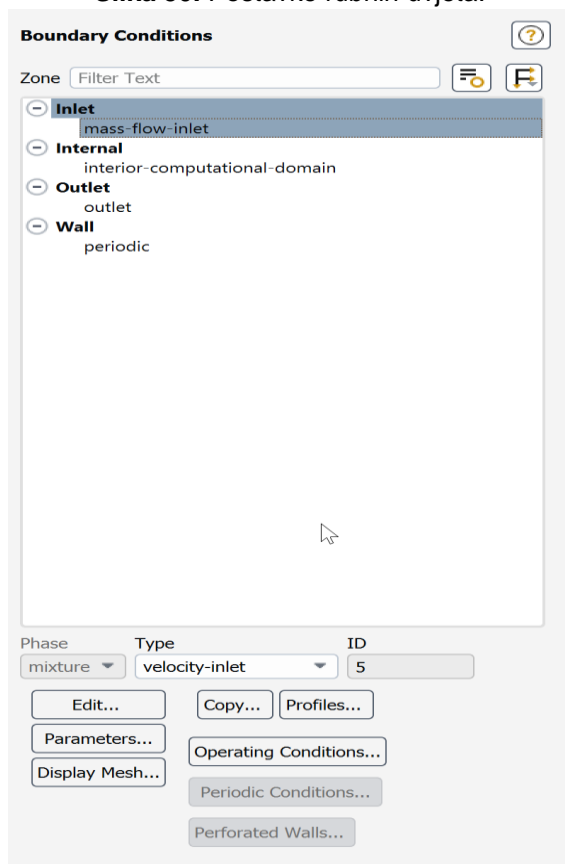 Boundary Conditions
?
Zone Filter Text
Inlet
mass-flow-inlet
Internal
interior-computational-domain
Outlet
outlet
Wall
periodic
Phase Type ID
mixture velocity-inlet 5
Edit... Copy... Profiles...
Parameters... Operating Conditions...
Display Mesh... Periodic Conditions...
Perforated Walls...